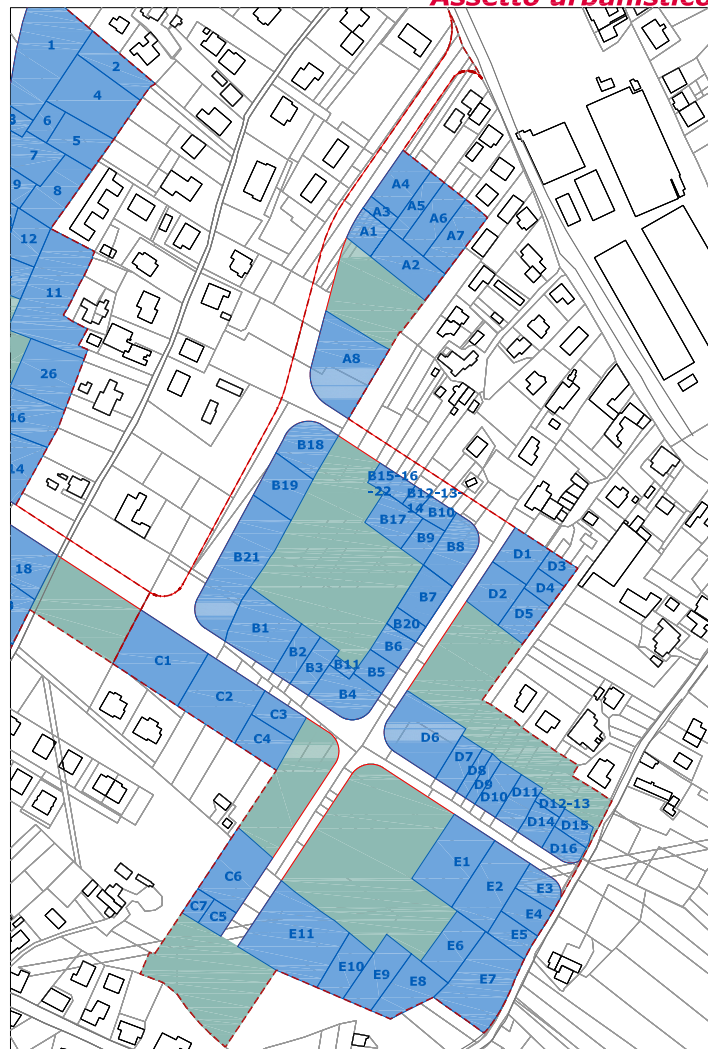 Assetto urbanistico
1
2
4
6
5
7
8
9
12
11
26
16
14
18
A4
A5
A3
A6
A1
A7
A2
A8
B18
B15-16
-22
B12-13-
14
B10
B19
B17
B9
B8
B21
B7
B20
B1
B2
B6
B3
B11
B5
B4
D1
D3
D4
D2
D5
C1
C2
C3
C4
D6
D7
D8
D9
D11
D10
D12-13
D14
D15
D16
E1
E2
E3
E4
E5
C6
C7
C5
E11
E6
E10
E9
E8
E7